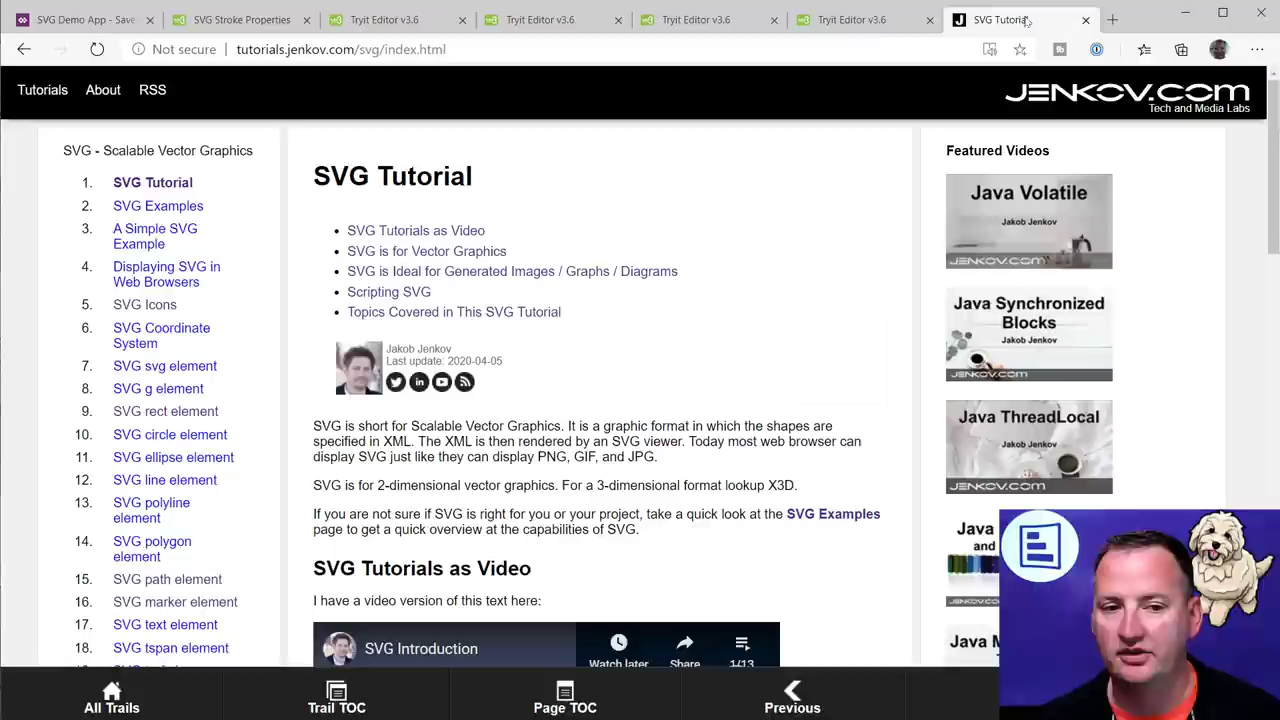 SVG Demo App - Save
SVG Stroke Properties
Tryit Editor v3.6
Tryit Editor v3.6
Tryit Editor v3.6
Tryit Editor v3.6
SVG Tutorial
Not secure
tutorials.jenkov.com/svg/index.html
Tutorials
About
RSS
JENKOV.COM
Tech and Media Labs
SVG - Scalable Vector Graphics
1. SVG Tutorial
2. SVG Examples
3. A Simple SVG
Example
4. Displaying SVG in
Web Browsers
5. SVG Icons
6. SVG Coordinate
System
7. SVG svg element
8. SVG g element
9. SVG rect element
10. SVG circle element
11. SVG ellipse element
12. SVG line element
13. SVG polyline
element
14. SVG polygon
element
15. SVG path element
16. SVG marker element
17. SVG text element
18. SVG tspan element
SVG Tutorial
• SVG Tutorials as Video
• SVG is for Vector Graphics
• SVG is Ideal for Generated Images / Graphs / Diagrams
• Scripting SVG
• Topics Covered in This SVG Tutorial
Jakob Jenkov
Last update: 2020-04-05
SVG is short for Scalable Vector Graphics. It is a graphic format in which the shapes are
specified in XML. The XML is then rendered by an SVG viewer. Today most web browser can
display SVG just like they can display PNG, GIF, and JPG.
SVG is for 2-dimensional vector graphics. For a 3-dimensional format lookup X3D.
If you are not sure if SVG is right for you or your project, take a quick look at the SVG Examples
page to get a quick overview at the capabilities of SVG.
SVG Tutorials as Video
I have a video version of this text here:
SVG Introduction
Watch later
Share
1/13
Featured Videos
Java Volatile
Jakob Jenkov
JENKOV.COM
Java Synchronized
Blocks
Jakob Jenkov
JENKOV.COM
Java ThreadLocal
Jakob Jenkov
JENKOV.COM
Java
and
Java
All Trails
Trail TOC
Page TOC
Previous